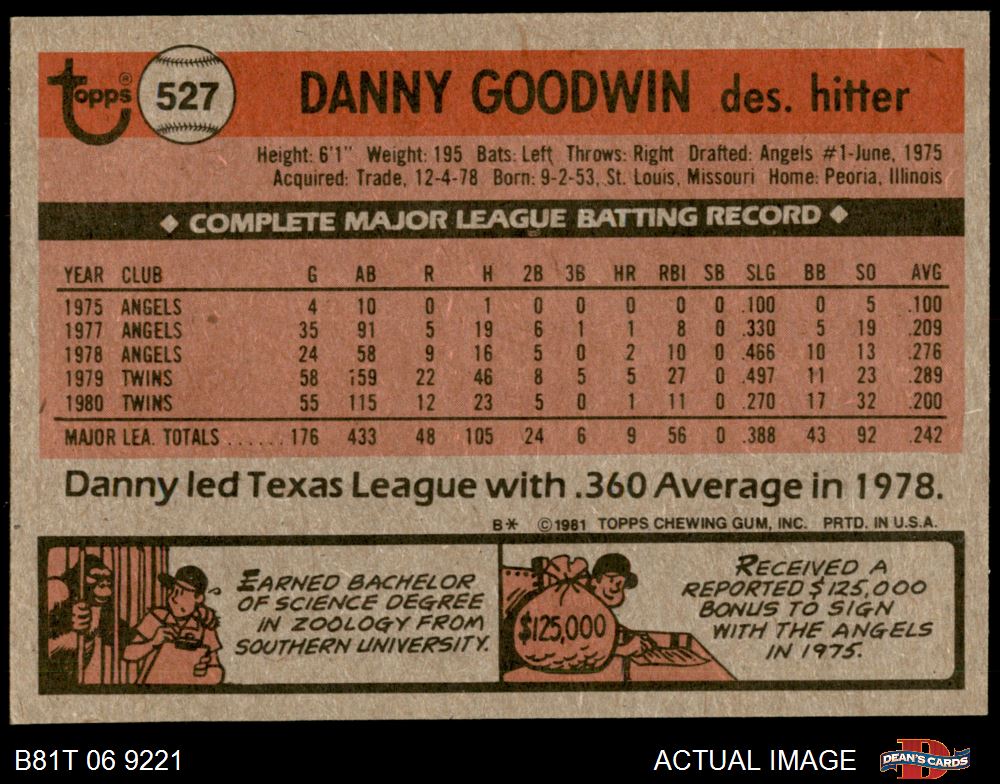 Topps® 527 DANNY GOODWIN des. hitter
Height: 6'1" Weight: 195 Bats: Left Throws: Right Drafted: Angels #1-June, 1975
Acquired: Trade, 12-4-78 Born: 9-2-53, St. Louis, Missouri Home: Peoria, Illinois
◆ COMPLETE MAJOR LEAGUE BATTING RECORD ◆
YEAR CLUB G AB R H 2B 3B HR RBI SB SLG BB SO AVG
1975 ANGELS 4 10 0 1 0 0 0 0 0 .100 0 5 .100
1977 ANGELS 35 91 5 19 6 1 1 8 0 .330 5 19 .209
1978 ANGELS 24 58 9 16 5 0 2 10 0 .466 10 13 .276
1979 TWINS 58 159 22 46 8 5 5 27 0 .497 11 23 .289
1980 TWINS 55 115 12 23 5 0 1 11 0 .270 17 32 .200
MAJOR LEA. TOTALS ...... 176 433 48 105 24 6 9 56 0 .388 43 92 .242
Danny led Texas League with .360 Average in 1978.
B* ©1981 TOPPS CHEWING GUM, INC. PRTD. IN U.S.A.
EARNED BACHELOR
OF SCIENCE DEGREE
IN ZOOLOGY FROM
SOUTHERN UNIVERSITY.
$125,000
RECEIVED A
REPORTED $125,000
BONUS TO SIGN
WITH THE ANGELS
IN 1975.
B81T 06 9221 ACTUAL IMAGE DEAN'S CARDS